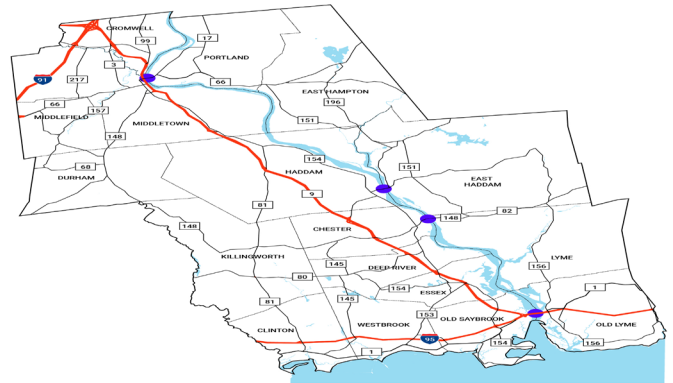 CROMWELL
99
17
3
PORTLAND
91
217
66
EAST HAMPTON
196
66
157
MIDDLEFIELD
MIDDLETOWN
151
148
154
151
68
HADDAM
DURHAM
EAST
HADDAM
9
81
82
148
148
CHESTER
KILLINGWORTH
145
DEEP RIVER
LYME
156
80
154
1
145
ESSEX
81
153
OLD SAYBROOK
CLINTON
WESTBROOK
OLD LYME
95
154
156
1